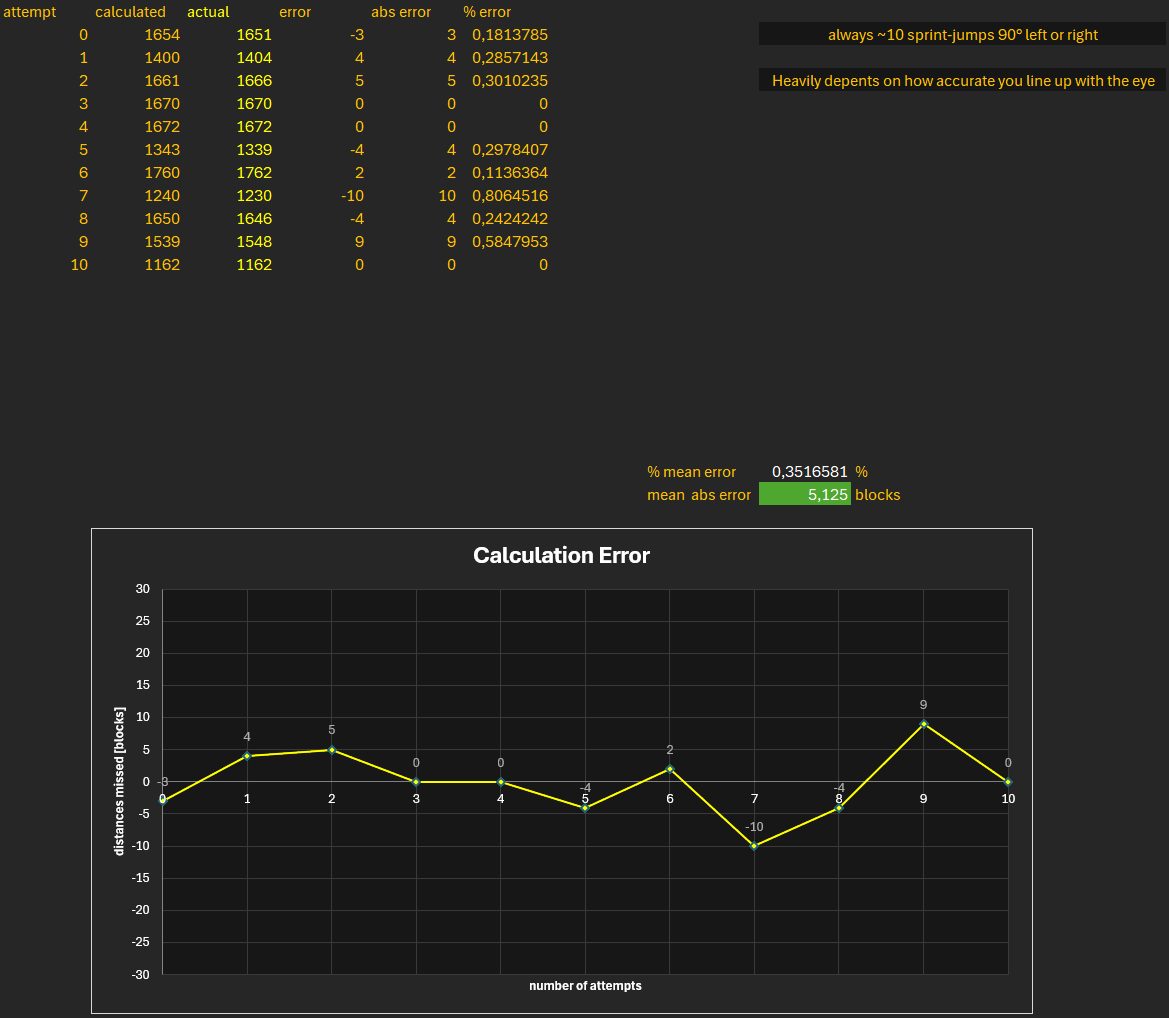 attempt calculated actual error abs error % error
0 1654 1651 -3 3 0,1813785
always ~10 sprint-jumps 90° left or right
1 1400 1404 4 4 0,2857143
2 1661 1666 5 5 0,3010235
Heavily depents on how accurate you line up with the eye
3 1670 1670 0 0 0
4 1672 1672 0 0 0
5 1343 1339 -4 4 0,2978407
6 1760 1762 2 2 0,1136364
7 1240 1230 -10 10 0,8064516
8 1650 1646 -4 4 0,2424242
9 1539 1548 9 9 0,5847953
10 1162 1162 0 0 0
% mean error 0,3516581 %
mean abs error 5,125 blocks
Calculation Error
30
25
20
15
10
5
0
-5
-10
-15
-20
-25
-30
distances missed [blocks]
-3
4
5
0
0
-4
2
-10
-4
9
0
0 1 2 3 4 5 6 7 8 9 10
number of attempts